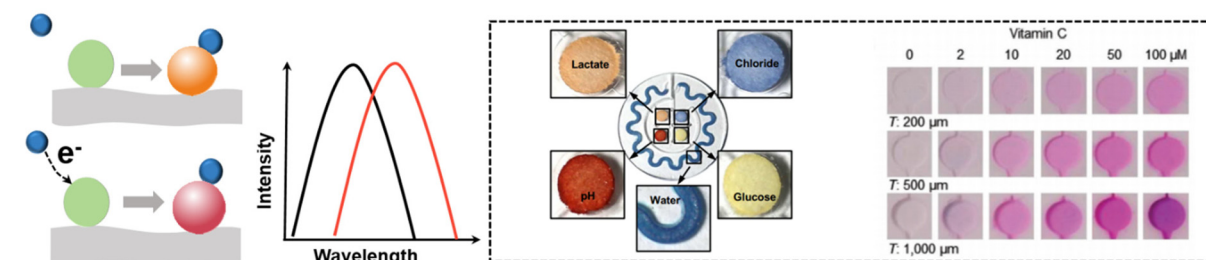 e-
Intensity
Wavelength
Lactate
Chloride
pH
Water
Glucose
Vitamin C
0 2 10 20 50 100 μM
T: 200 μm
T: 500 μm
T: 1,000 μm